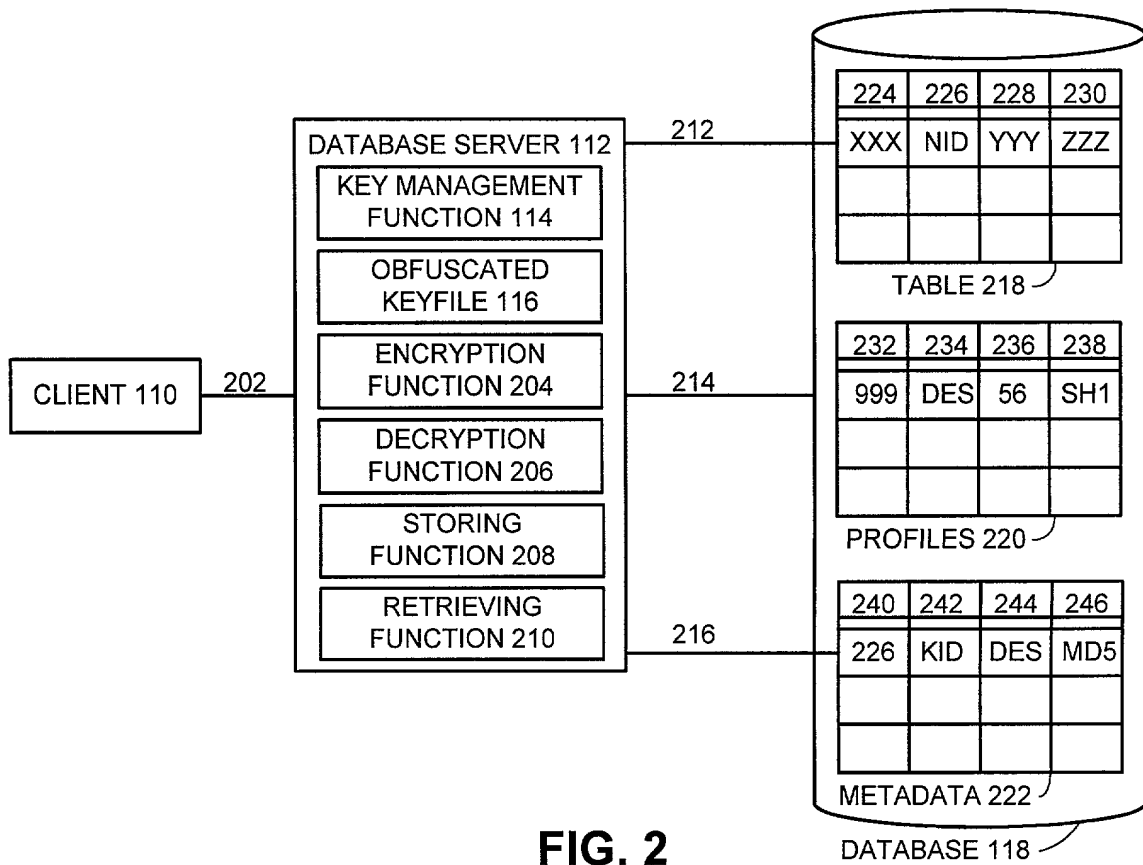 CLIENT 110
202
DATABASE SERVER 112
KEY MANAGEMENT
FUNCTION 114
OBFUSCATED
KEYFILE 116
ENCRYPTION
FUNCTION 204
DECRYPTION
FUNCTION 206
STORING
FUNCTION 208
RETRIEVING
FUNCTION 210
212
214
216
224 226 228 230
XXX NID YYY ZZZ
TABLE 218
232 234 236 238
999 DES 56 SH1
PROFILES 220
240 242 244 246
226 KID DES MD5
METADATA 222
DATABASE 118
FIG. 2